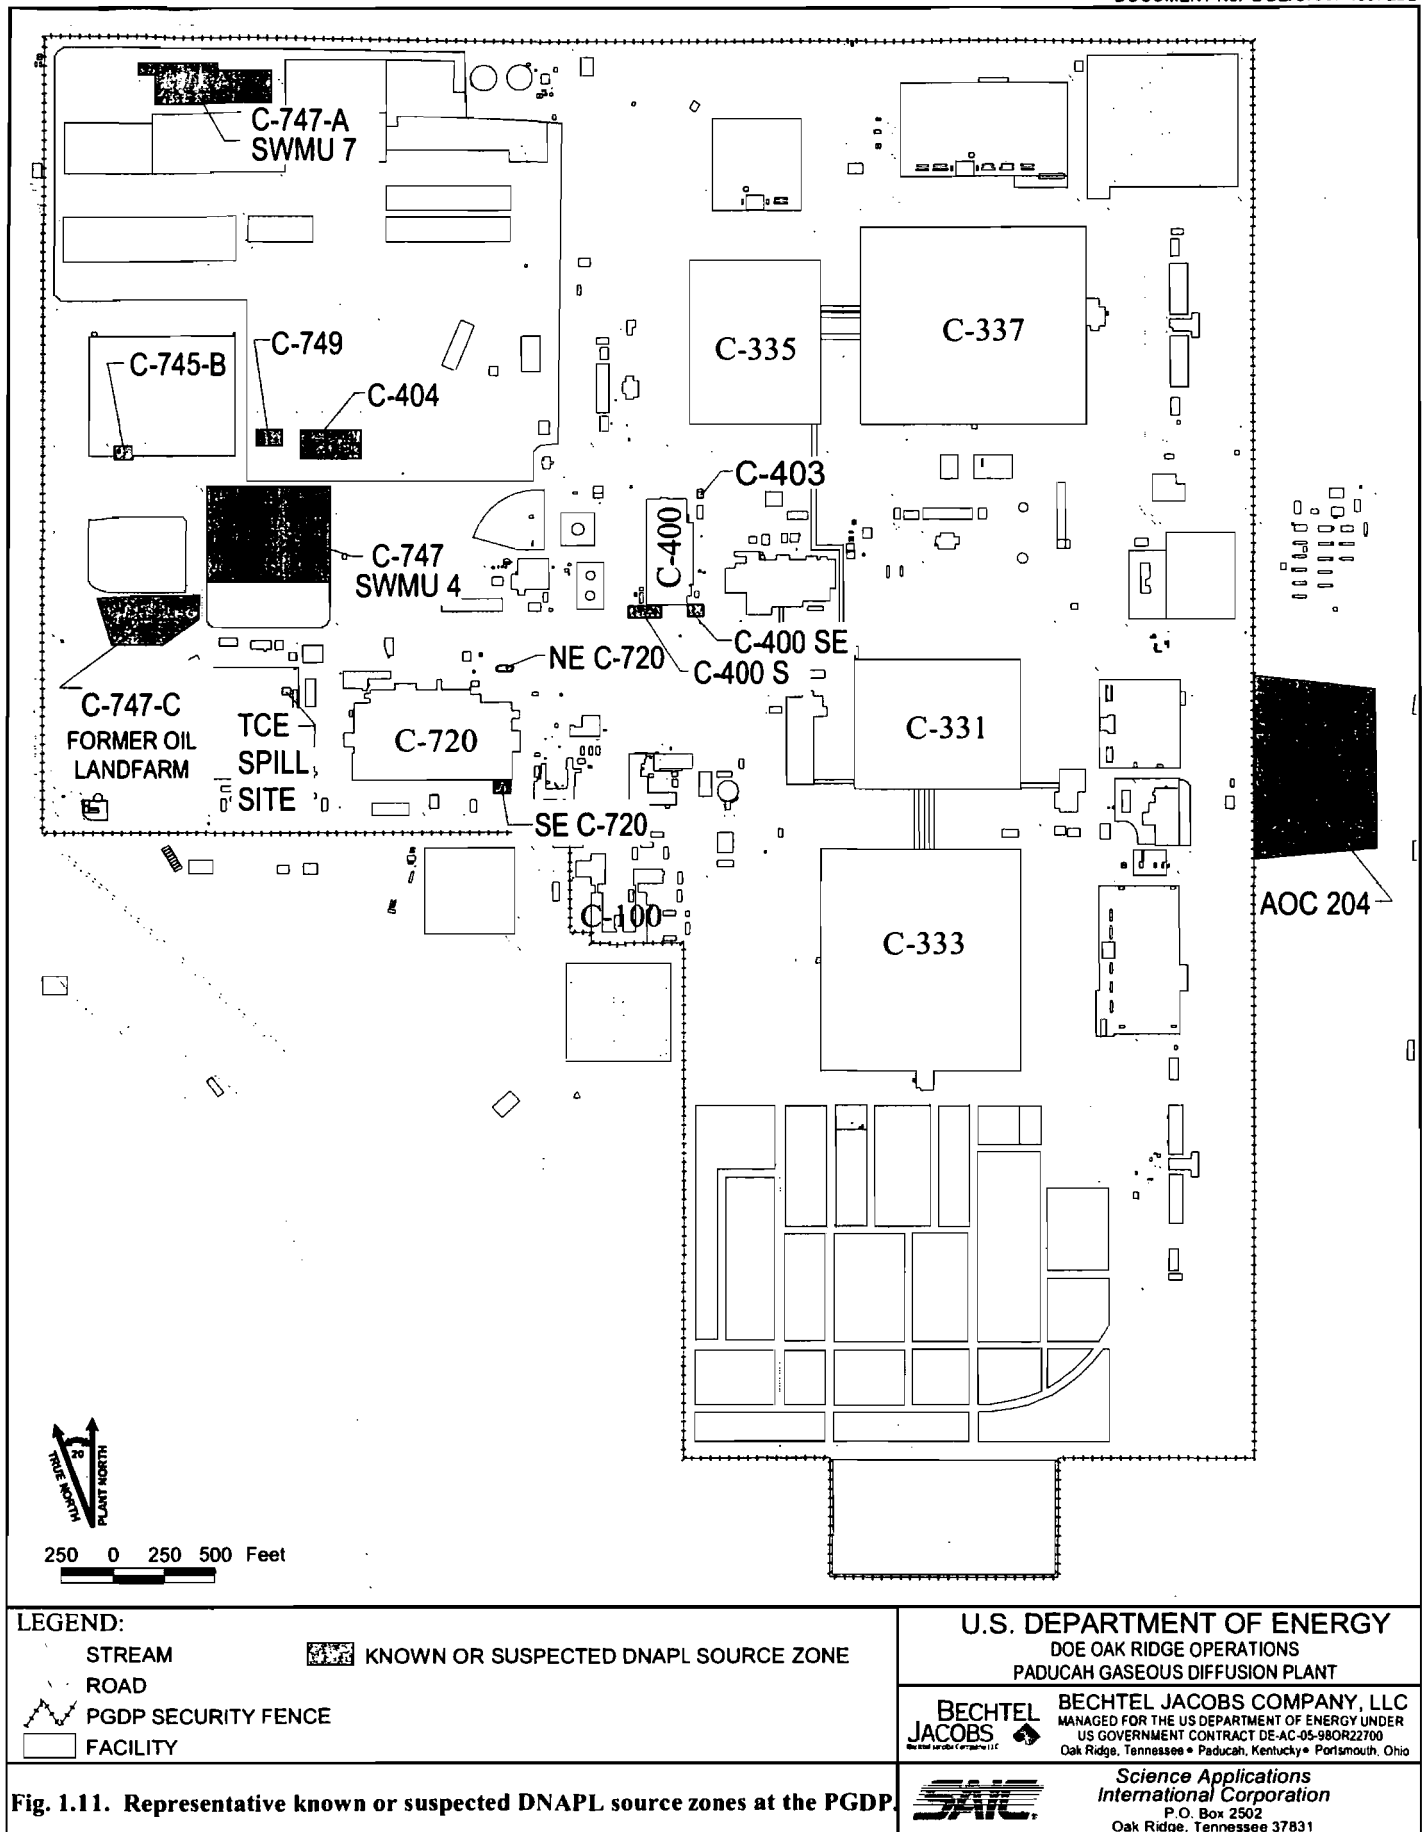 C-747-A
SWMU 7
C-749
C-745-B
C-404
C-335
C-337
C-403
C-400
C-747
SWMU 4
C-400 SE
C-400 S
NE C-720
C-747-C
FORMER OIL
LANDFARM
TCE
SPILL
SITE
C-720
C-331
SE C-720
C-100
C-333
AOC 204
20
TRUE NORTH
PLANT NORTH
250 0 250 500 Feet
LEGEND:
STREAM
ROAD
PGDP SECURITY FENCE
FACILITY
KNOWN OR SUSPECTED DNAPL SOURCE ZONE
U.S. DEPARTMENT OF ENERGY
DOE OAK RIDGE OPERATIONS
PADUCAH GASEOUS DIFFUSION PLANT
BECHTEL
JACOBS
BECHTEL JACOBS COMPANY, LLC
MANAGED FOR THE US DEPARTMENT OF ENERGY UNDER
US GOVERNMENT CONTRACT DE-AC-05-98OR22700
Oak Ridge, Tennessee • Paducah, Kentucky • Portsmouth, Ohio
Fig. 1.11. Representative known or suspected DNAPL source zones at the PGDP.
SAIC
Science Applications
International Corporation
P.O. Box 2502
Oak Ridge, Tennessee 37831